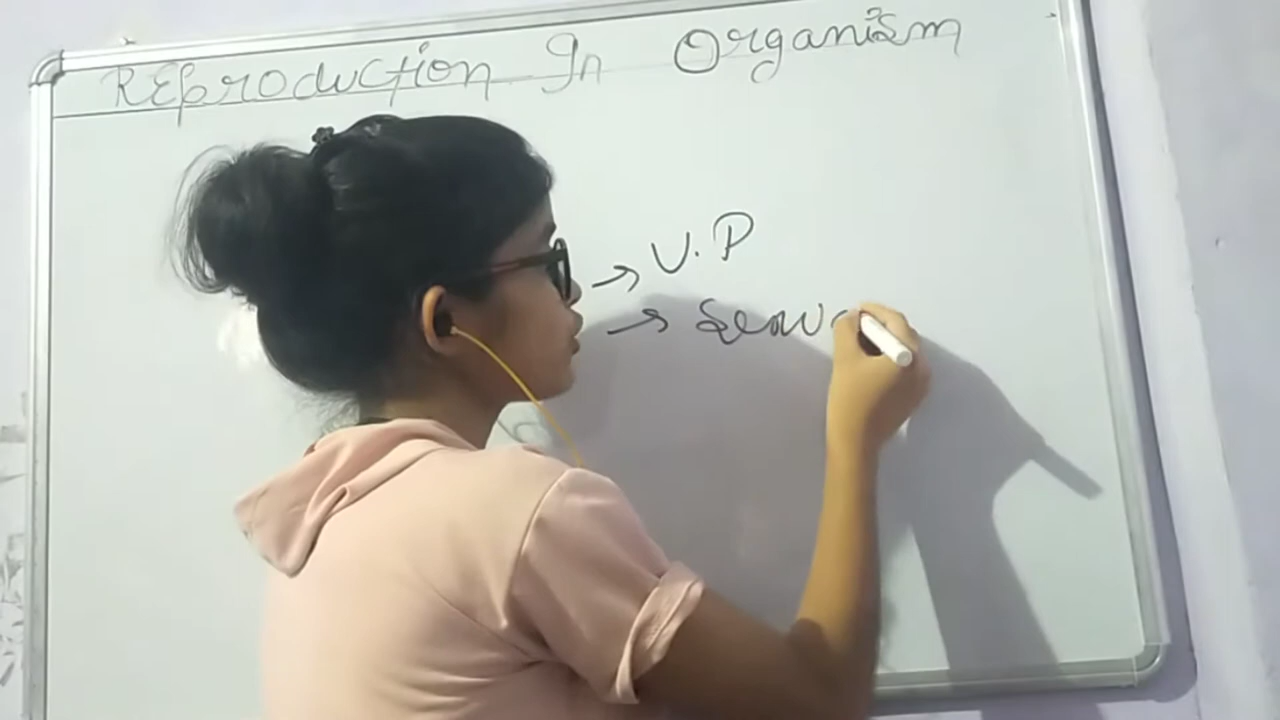 REproduction In Organism
→ V.P
→